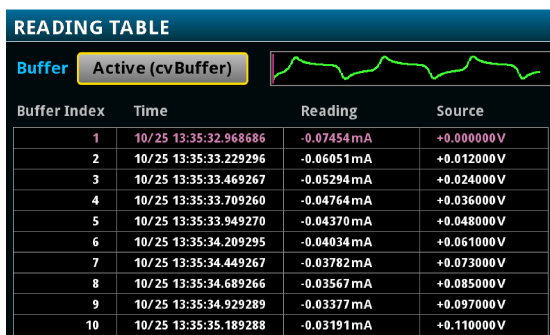 READING TABLE
Buffer Active (cvBuffer)
Buffer Index Time Reading Source
1 10/25 13:35:32.968686 -0.07454mA +0.000000V
2 10/25 13:35:33.229296 -0.06051mA +0.012000V
3 10/25 13:35:33.469267 -0.05294mA +0.024000V
4 10/25 13:35:33.709260 -0.04764mA +0.036000V
5 10/25 13:35:33.949270 -0.04370mA +0.048000V
6 10/25 13:35:34.209295 -0.04034mA +0.061000V
7 10/25 13:35:34.449267 -0.03782mA +0.073000V
8 10/25 13:35:34.689266 -0.03567mA +0.085000V
9 10/25 13:35:34.929289 -0.03377mA +0.097000V
10 10/25 13:35:35.189288 -0.03191mA +0.110000V